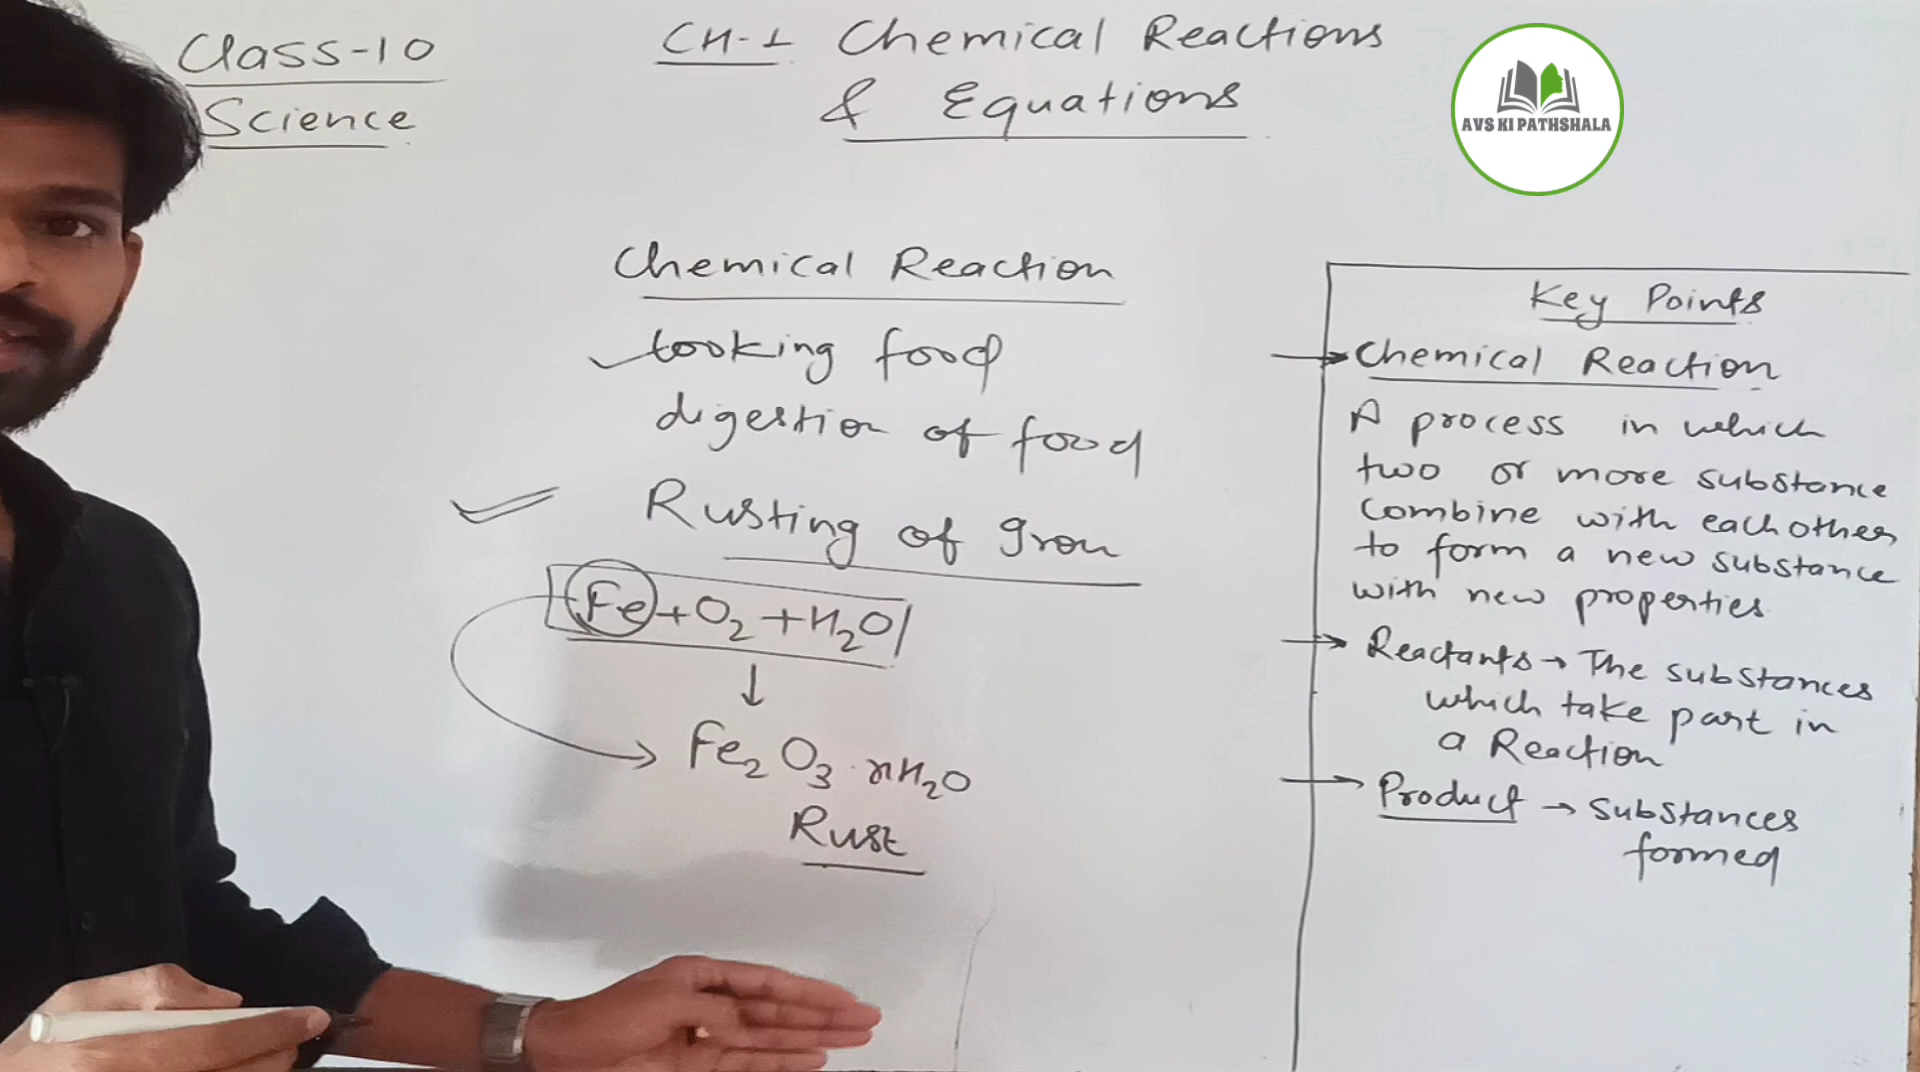 Class-10
Science
CH-1 Chemical Reactions
& Equations
AVS KI PATHSHALA
Chemical Reaction
Cooking food
digestion of food
Rusting of Iron
Fe + O₂ + H₂O
↓
Fe₂O₃·xH₂O
Rust
Key Points
→ Chemical Reaction
A process in which
two or more substance
combine with each other
to form a new substance
with new properties.
→ Reactants → The substances
which take part in
a Reaction
→ Product → Substances
formed